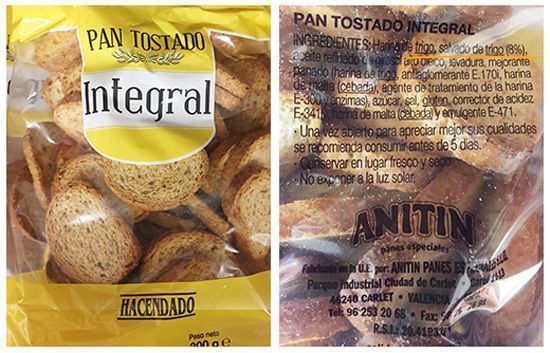 PAN TOSTADO
Integral
HACENDADO
Peso neto
PAN TOSTADO INTEGRAL
INGREDIENTES: Harina de trigo, salvado de trigo (8%),
aceite refinado de girasol alto oleico, levadura, mejorante
panario (harina de trigo, antiaglomerante E.170i, harina
de malta (cebada), agente de tratamiento de la harina
E-300 y enzimas), azúcar, sal, gluten, corrector de acidez
E-341i, harina de malta (cebada) y emulgente E-471.
· Una vez abierto para apreciar mejor sus cualidades
se recomienda consumir antes de 5 días.
· Conservar en lugar fresco y seco
· No exponer a la luz solar.
ANITIN
panes especiales
Fabricado en la U.E. por: ANITIN PANES
Parque Industrial Ciudad de Carlet -
46240 CARLET - VALENCIA
Tel: 96 253 20 68 - Fax:
R.S.I.: